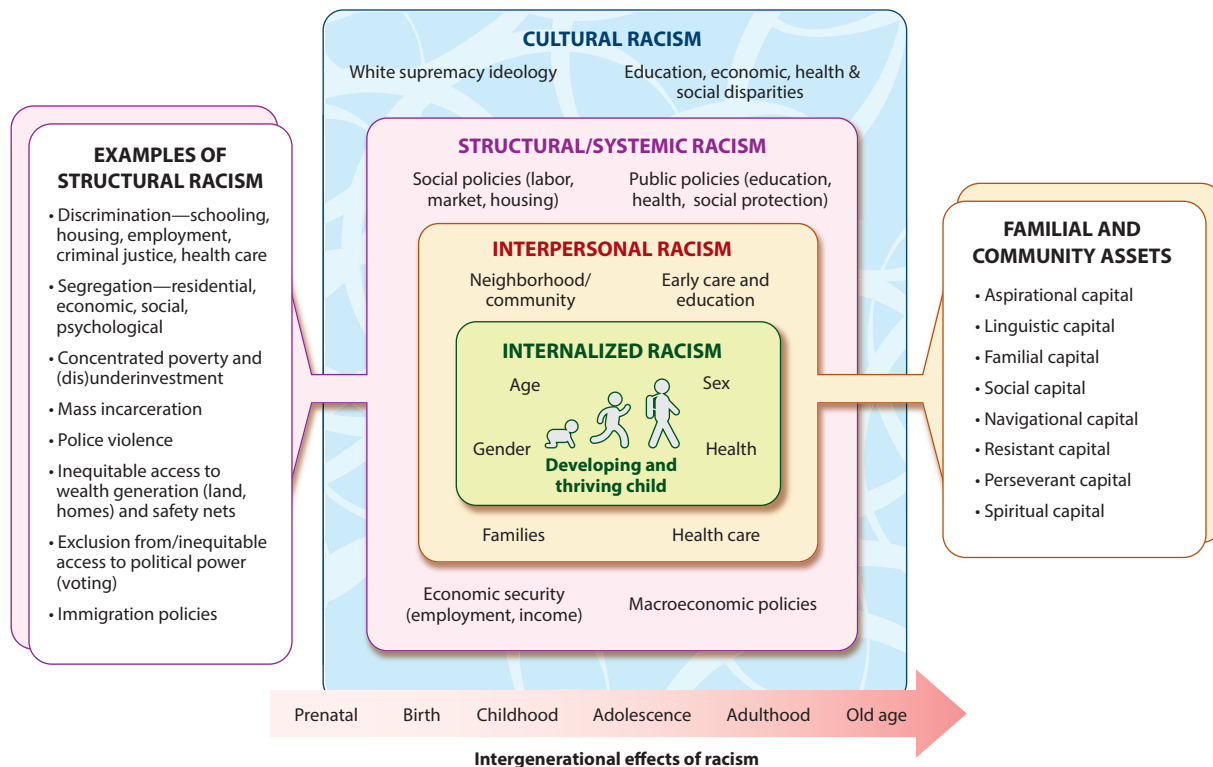 CULTURAL RACISM
White supremacy ideology
Education, economic, health &
social disparities
EXAMPLES OF
STRUCTURAL RACISM
• Discrimination—schooling,
housing, employment,
criminal justice, health care
• Segregation—residential,
economic, social,
psychological
• Concentrated poverty and
(dis)underinvestment
• Mass incarceration
• Police violence
• Inequitable access to
wealth generation (land,
homes) and safety nets
• Exclusion from/inequitable
access to political power
(voting)
• Immigration policies
STRUCTURAL/SYSTEMIC RACISM
Social policies (labor,
market, housing)
Public policies (education,
health, social protection)
INTERPERSONAL RACISM
Neighborhood/
community
Early care and
education
INTERNALIZED RACISM
Age
Sex
Gender
Health
Developing and
thriving child
Families
Health care
Economic security
(employment, income)
Macroeconomic policies
FAMILIAL AND
COMMUNITY ASSETS
• Aspirational capital
• Linguistic capital
• Familial capital
• Social capital
• Navigational capital
• Resistant capital
• Perseverant capital
• Spiritual capital
Prenatal
Birth
Childhood
Adolescence
Adulthood
Old age
Intergenerational effects of racism